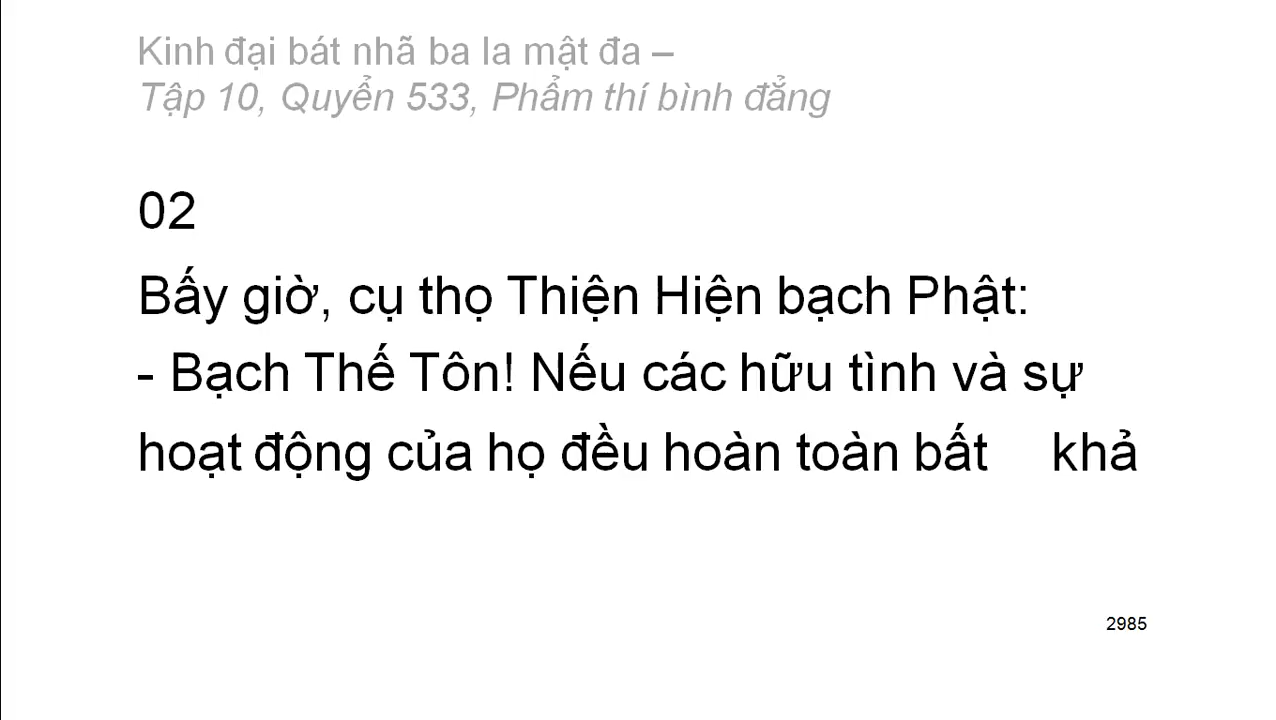 Kinh đại bát nhã ba la mật đa –
Tập 10, Quyển 533, Phẩm thí bình đẳng
02
Bấy giờ, cụ thọ Thiện Hiện bạch Phật:
- Bạch Thế Tôn! Nếu các hữu tình và sự
hoạt động của họ đều hoàn toàn bất khả
2985